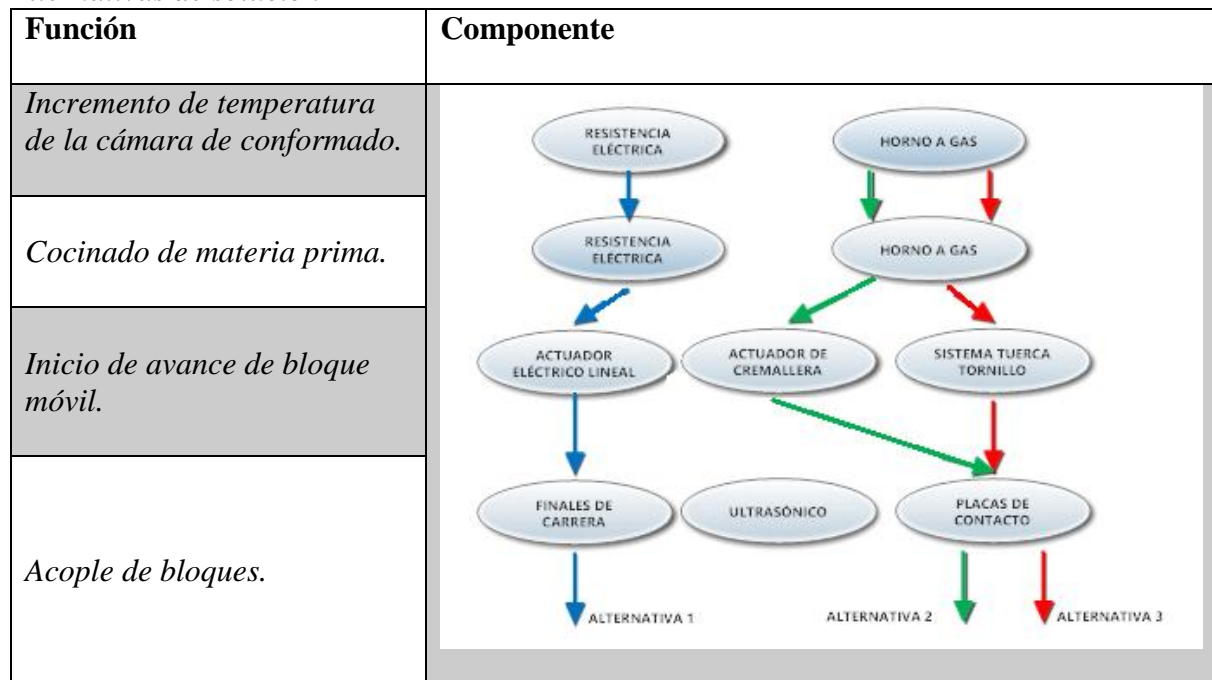 Función
Componente
Incremento de temperatura
de la cámara de conformado.
RESISTENCIA
ELÉCTRICA
HORNO A GAS
Cocinado de materia prima.
RESISTENCIA
ELÉCTRICA
HORNO A GAS
Inicio de avance de bloque
móvil.
ACTUADOR
ELÉCTRICO LINEAL
ACTUADOR DE
CREMALLERA
SISTEMA TUERCA
TORNILLO
Acople de bloques.
FINALES DE
CARRERA
ULTRASÓNICO
PLACAS DE
CONTACTO
ALTERNATIVA 1
ALTERNATIVA 2
ALTERNATIVA 3